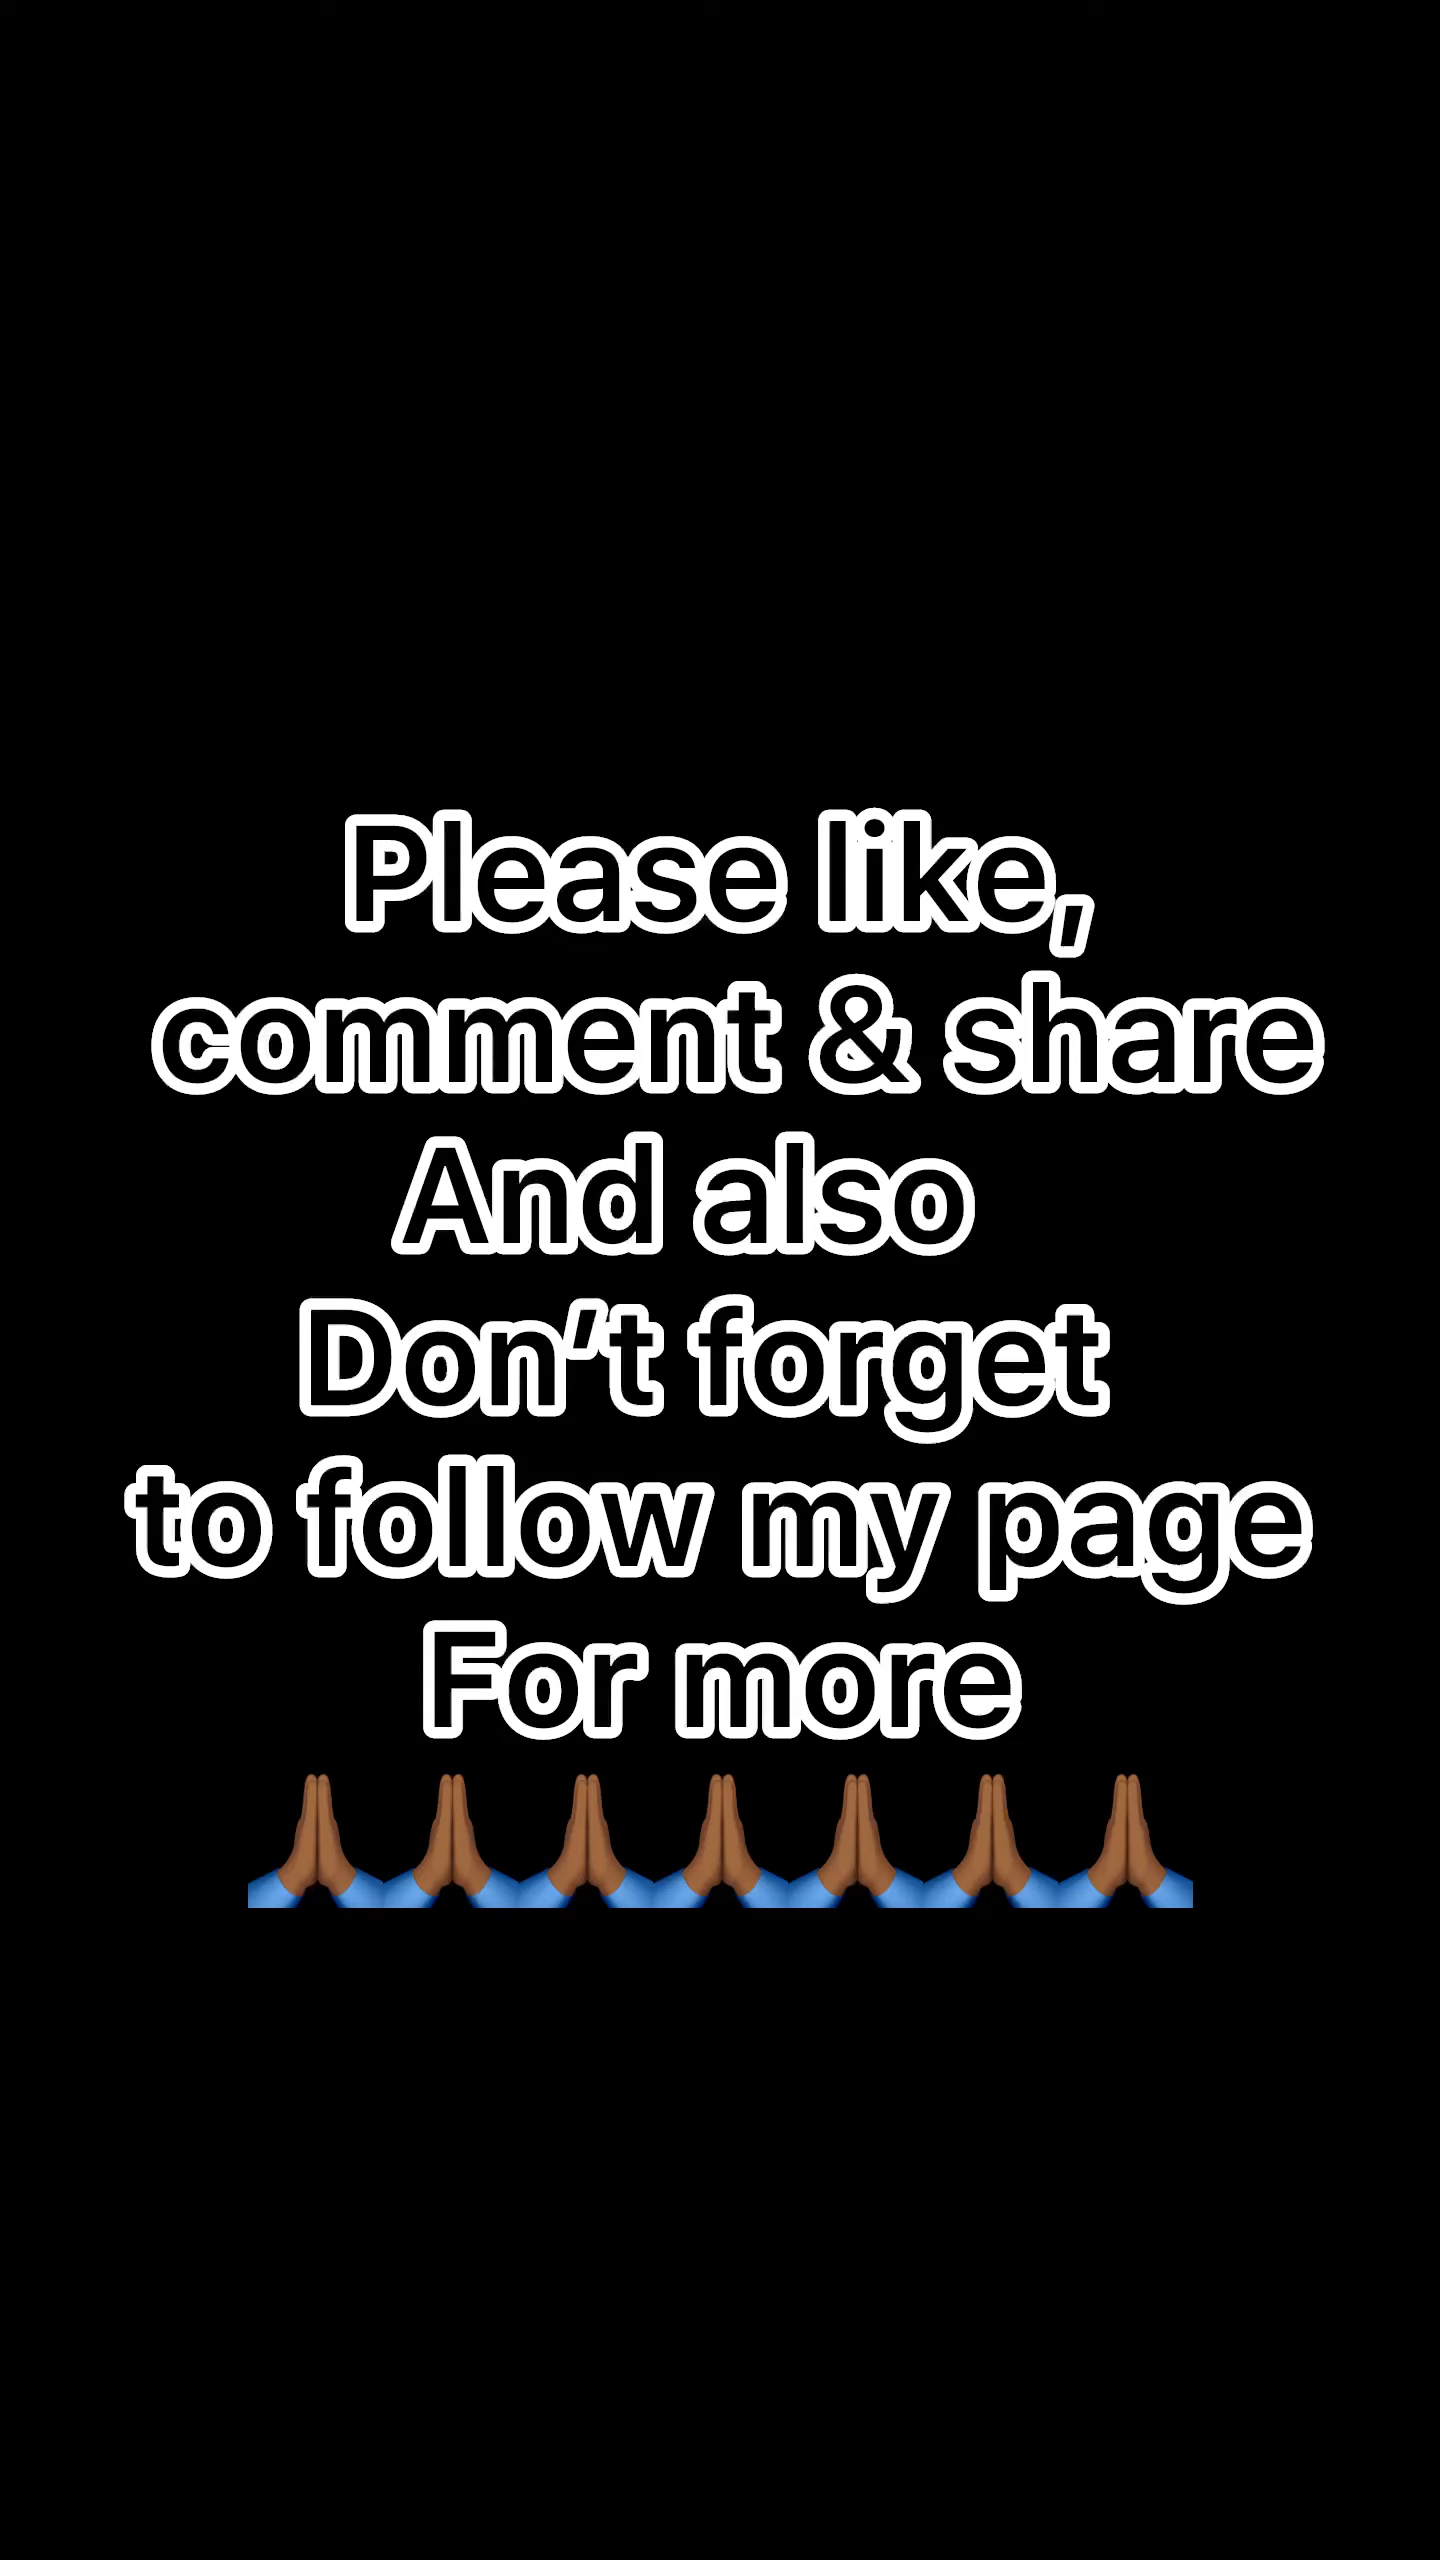 Please like,
comment & share
And also
Don't forget
to follow my page
For more
🙏🏾🙏🏾🙏🏾🙏🏾🙏🏾🙏🏾🙏🏾